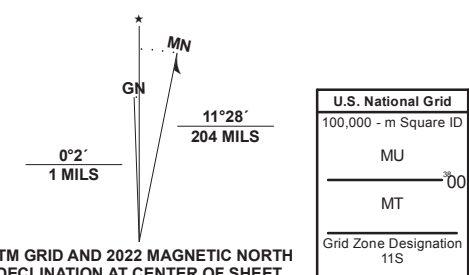 ★
MN
GN
11°28´
204 MILS
0°2´
1 MILS
TM GRID AND 2022 MAGNETIC NORTH
DECLINATION AT CENTER OF SHEET
U.S. National Grid
100,000 - m Square ID
MU
³⁸00
MT
Grid Zone Designation
11S